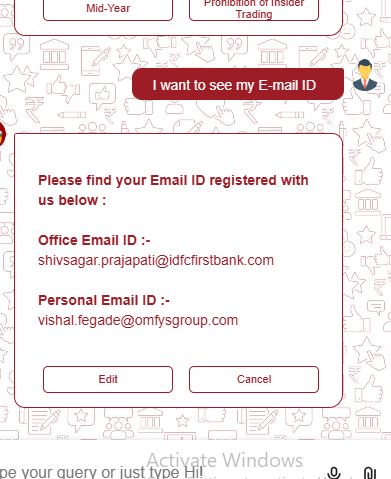 Mid-Year
Prohibition of Insider
Trading
I want to see my E-mail ID
Please find your Email ID registered with
us below :
Office Email ID :-
shivsagar.prajapati@idfcfirstbank.com
Personal Email ID :-
vishal.fegade@omfysgroup.com
Edit
Cancel
Activate Windows
pe your query or just type Hi!